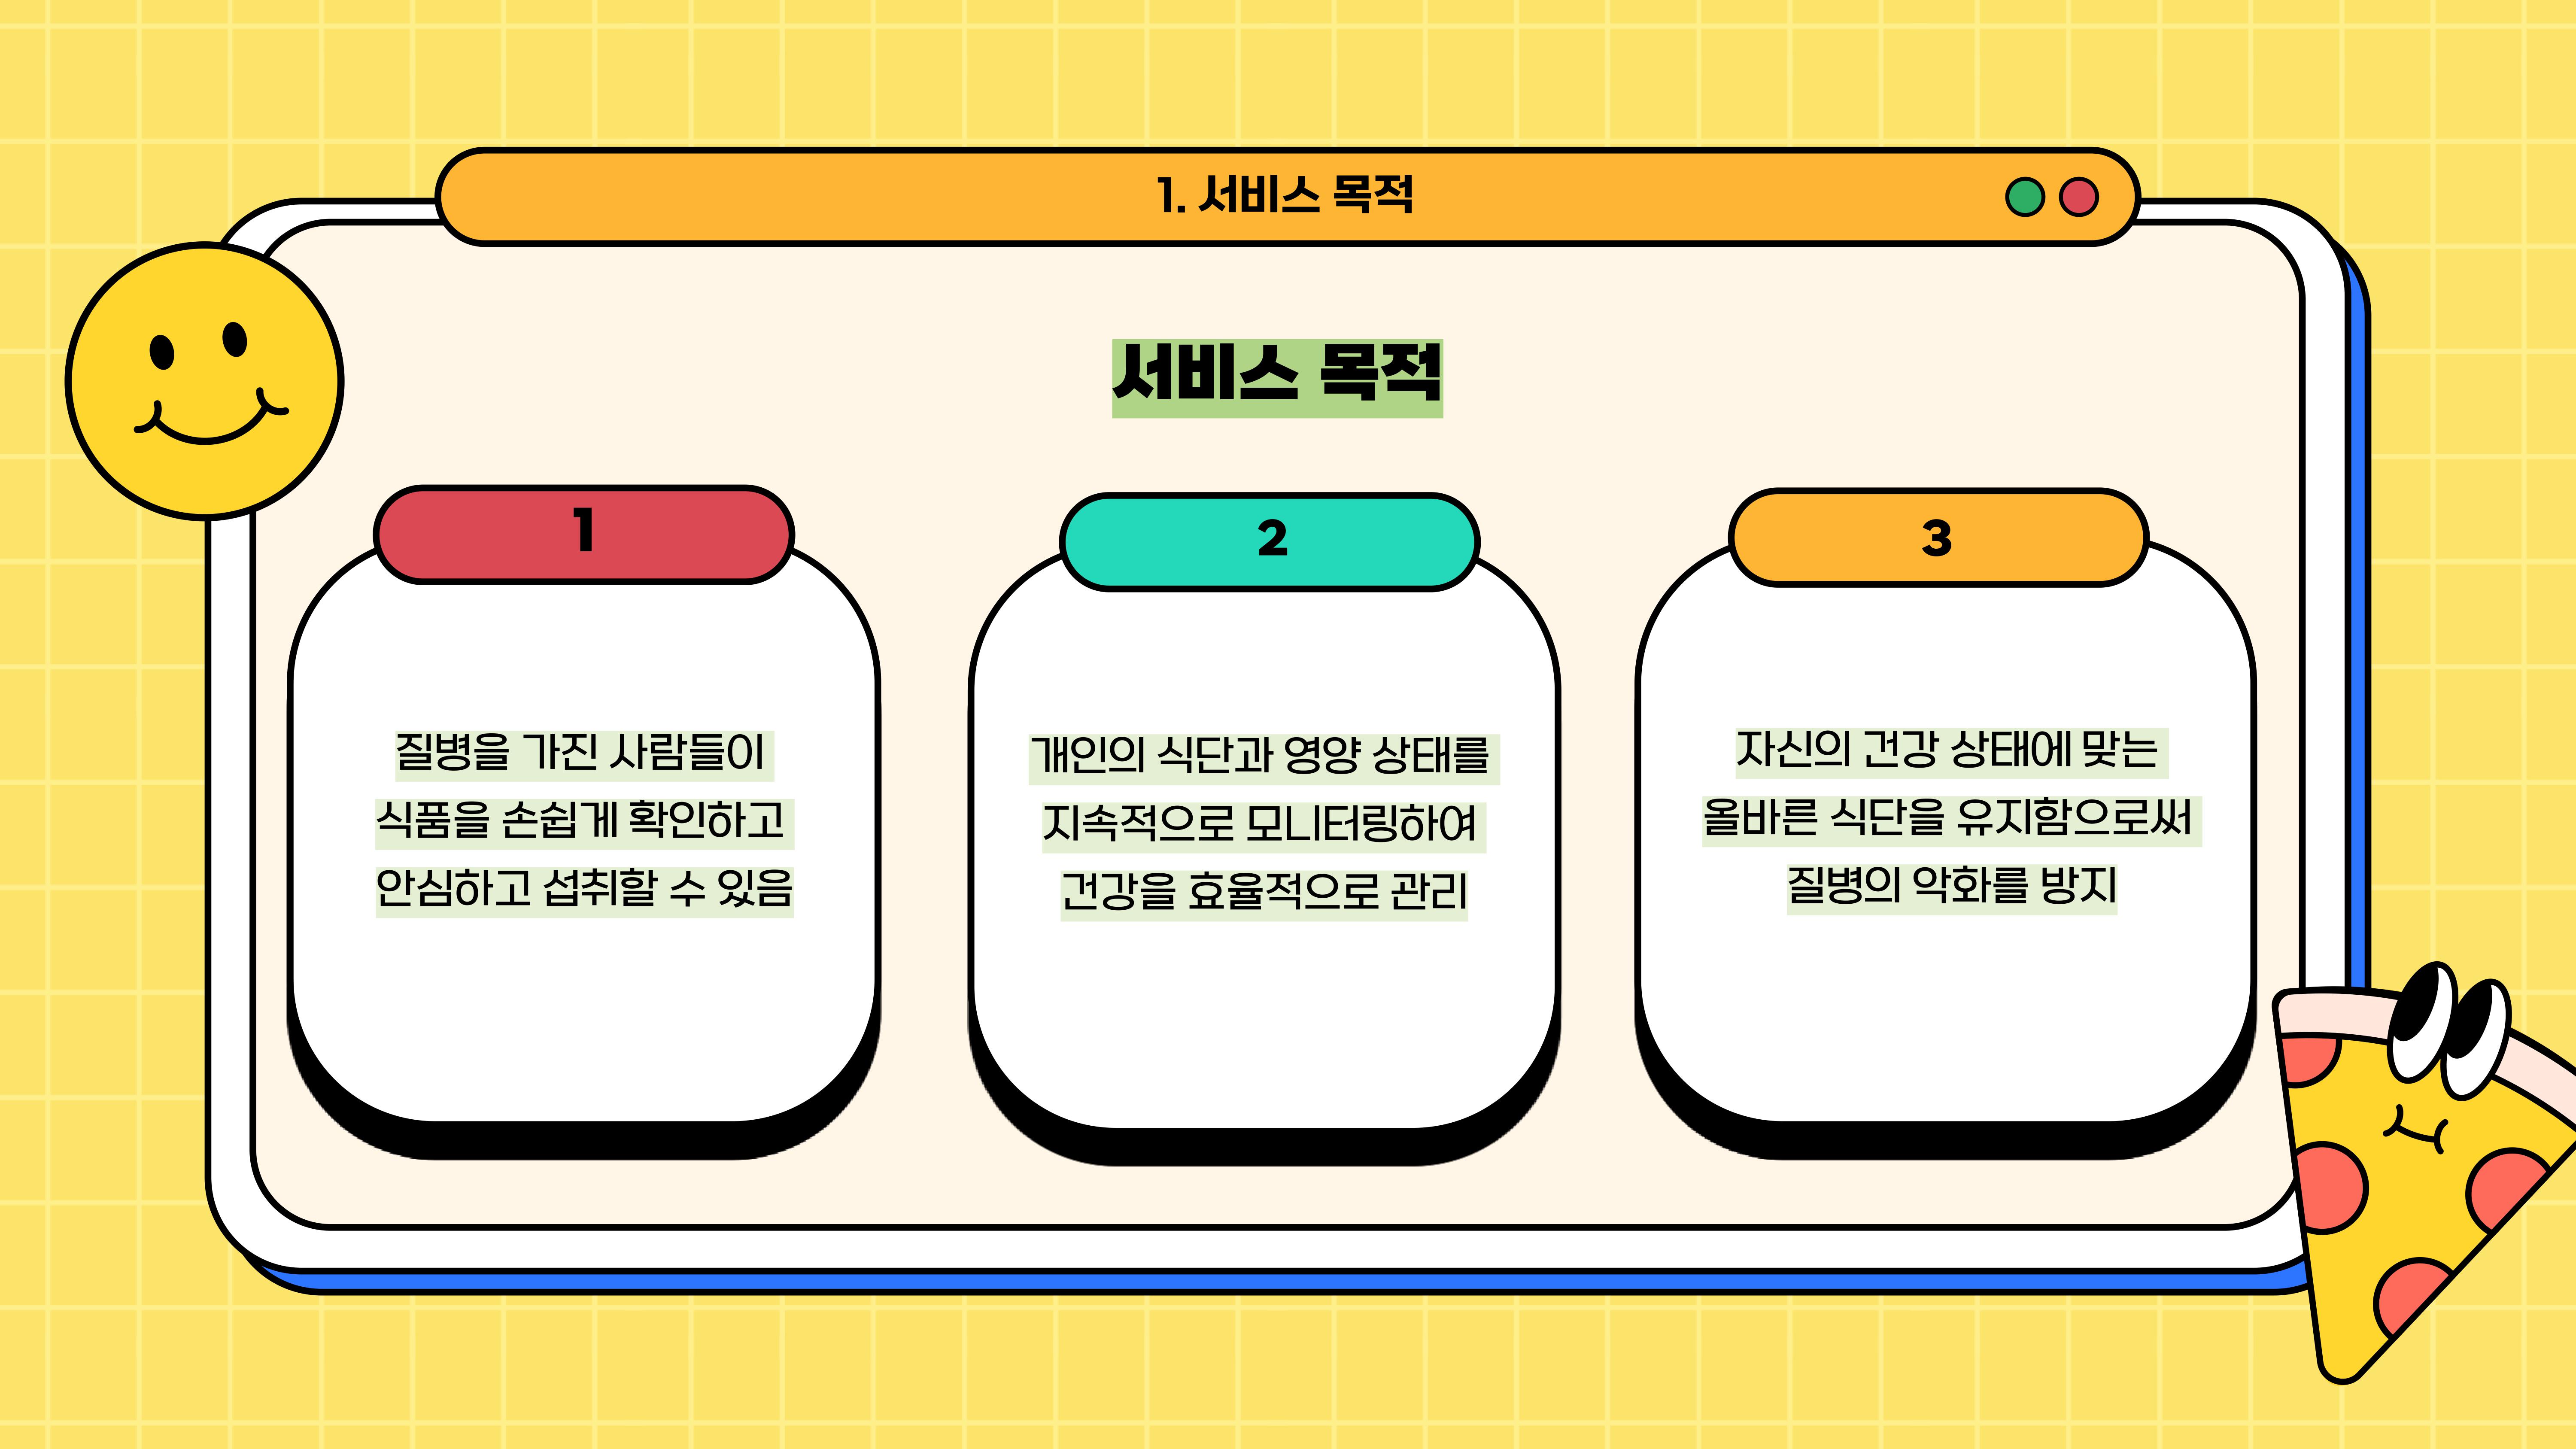 1. 서비스 목적
서비스 목적
1
질병을 가진 사람들이
식품을 손쉽게 확인하고
안심하고 섭취할 수 있음
2
개인의 식단과 영양 상태를
지속적으로 모니터링하여
건강을 효율적으로 관리
3
자신의 건강 상태에 맞는
올바른 식단을 유지함으로써
질병의 악화를 방지